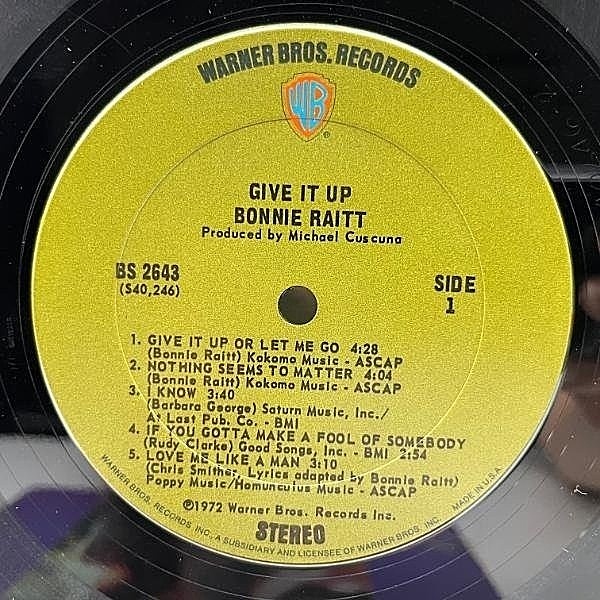 WARNER BROS. RECORDS
WB
®
GIVE IT UP
BONNIE RAITT
Produced by Michael Cuscuna
BS 2643
(S40,246)
SIDE
1
1. GIVE IT UP OR LET ME GO 4:28
(Bonnie Raitt) Kokomo Music - ASCAP
2. NOTHING SEEMS TO MATTER 4:04
(Bonnie Raitt) Kokomo Music - ASCAP
3. I KNOW 3:40
(Barbara George) Saturn Music, Inc./
At Last Pub. Co. - BMI
4. IF YOU GOTTA MAKE A FOOL OF SOMEBODY
(Rudy Clarke) Good Songs, Inc. - BMI 2:54
5. LOVE ME LIKE A MAN 3:10
(Chris Smither, Lyrics adapted by Bonnie Raitt)
Poppy Music/Homunculus Music - ASCAP
©1972 Warner Bros. Records Inc.
STEREO
WARNER BROS. RECORDS INC., A SUBSIDIARY AND LICENSEE OF WARNER BROS. INC. MADE IN U.S.A.